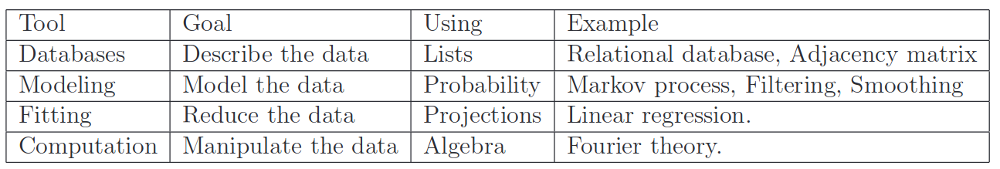 Tool Goal Using Example
Databases Describe the data Lists Relational database, Adjacency matrix
Modeling Model the data Probability Markov process, Filtering, Smoothing
Fitting Reduce the data Projections Linear regression.
Computation Manipulate the data Algebra Fourier theory.